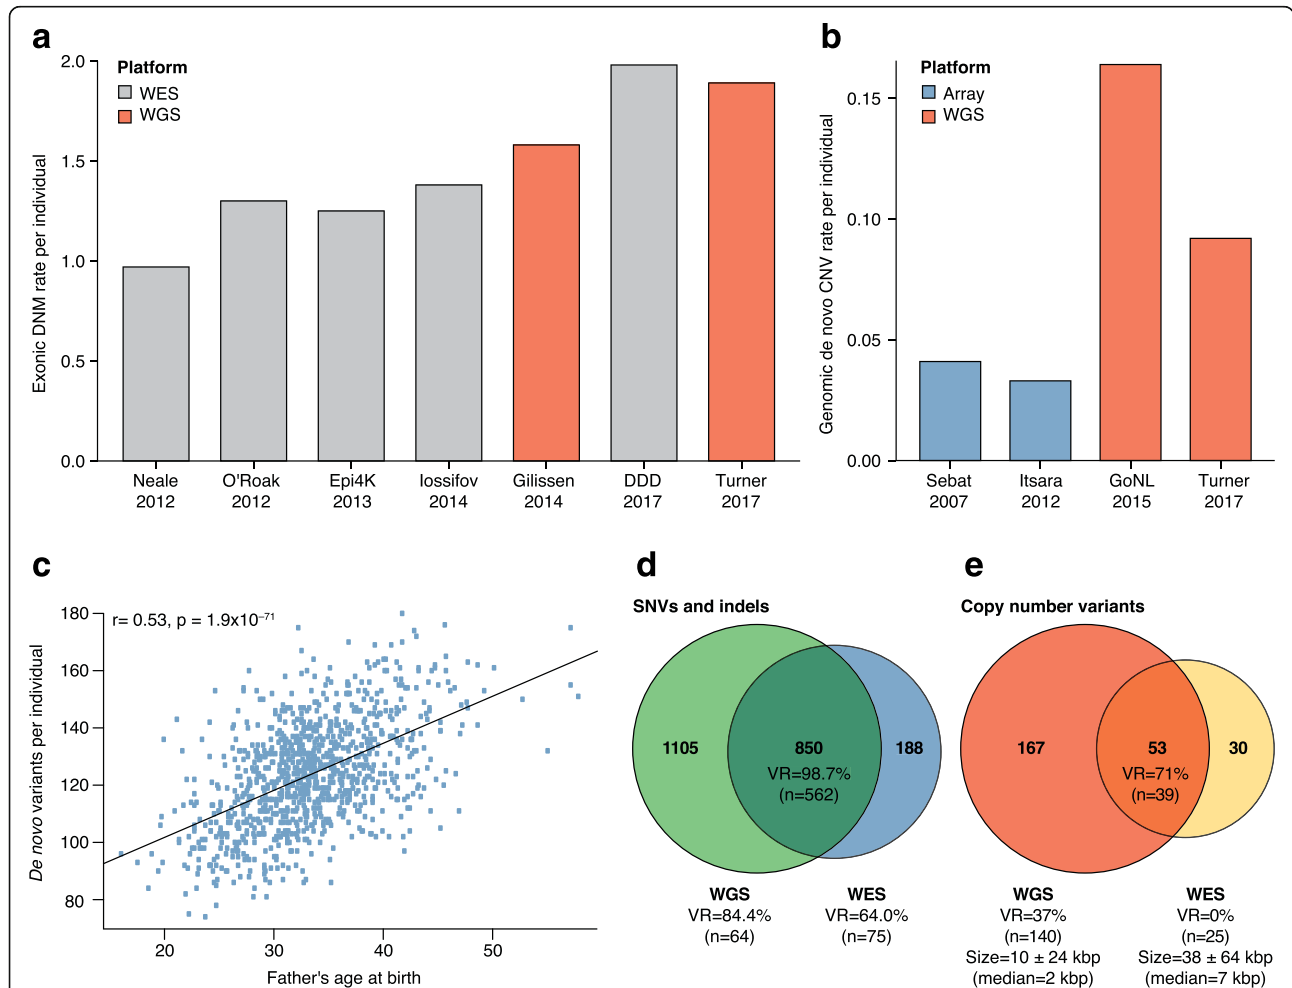 a
Platform
WES
WGS
Exonic DNM rate per individual
2.0
1.5
1.0
0.5
0.0
Neale 2012
O'Roak 2012
Epi4K 2013
Iossifov 2014
Gilissen 2014
DDD 2017
Turner 2017
b
Platform
Array
WGS
Genomic de novo CNV rate per individual
0.15
0.10
0.05
0.00
Sebat 2007
Itsara 2012
GoNL 2015
Turner 2017
c
r= 0.53, p = 1.9x10⁻⁷¹
De novo variants per individual
180
160
140
120
100
80
20 30 40 50
Father's age at birth
d
SNVs and indels
1105
850
VR=98.7%
(n=562)
188
WGS
VR=84.4%
(n=64)
WES
VR=64.0%
(n=75)
e
Copy number variants
167
53
VR=71%
(n=39)
30
WGS
VR=37%
(n=140)
Size=10 ± 24 kbp
(median=2 kbp)
WES
VR=0%
(n=25)
Size=38 ± 64 kbp
(median=7 kbp)